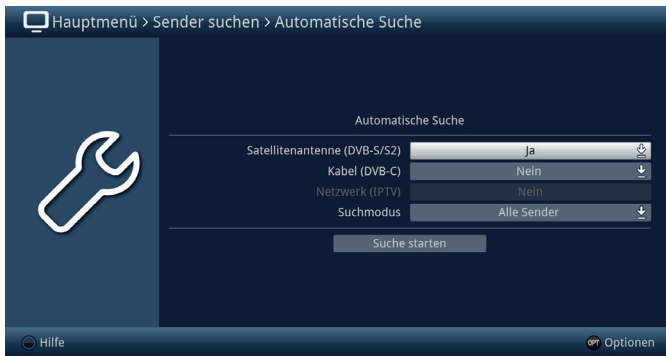 Hauptmenü > Sender suchen > Automatische Suche
Automatische Suche
Satellitenantenne (DVB-S/S2) Ja
Kabel (DVB-C) Nein
Netzwerk (IPTV) Nein
Suchmodus Alle Sender
Suche starten
Hilfe OPT Optionen